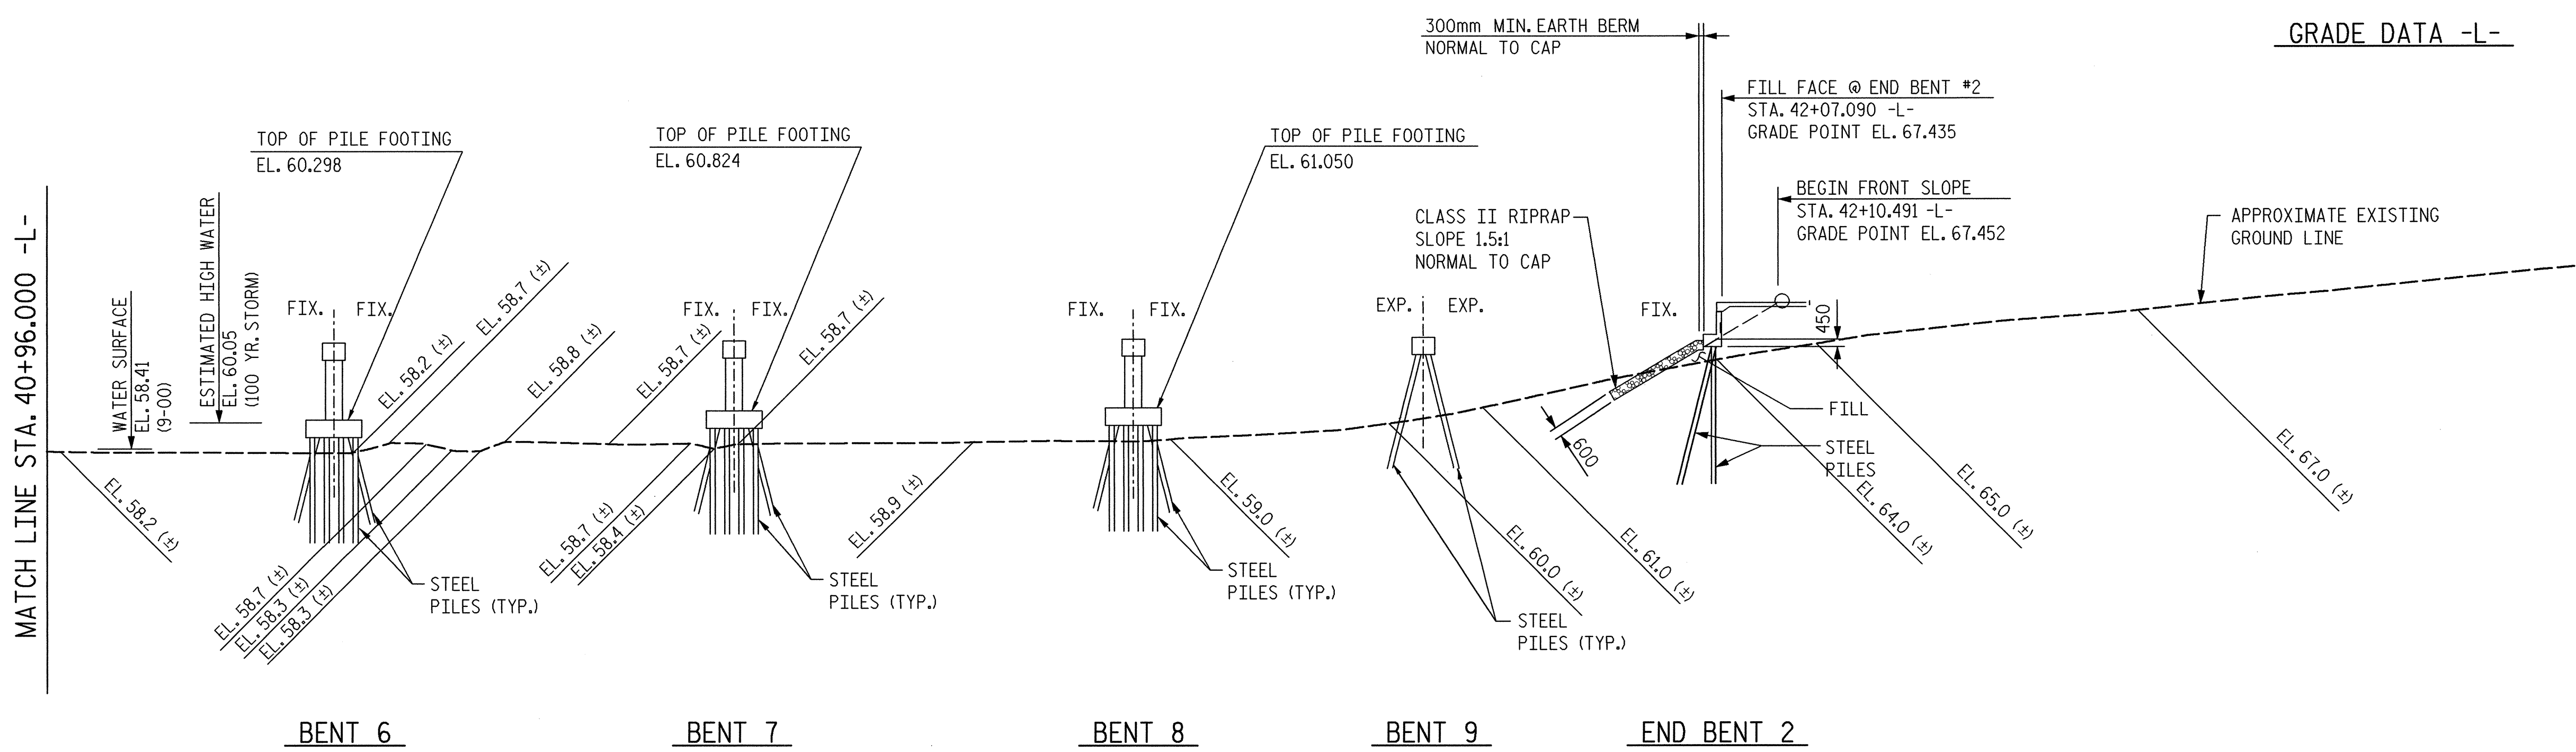 300mm MIN. EARTH BERM
NORMAL TO CAP
GRADE DATA -L-
FILL FACE @ END BENT #2
STA. 42+07.090 -L-
GRADE POINT EL. 67.435
TOP OF PILE FOOTING
EL. 60.298
TOP OF PILE FOOTING
EL. 60.824
TOP OF PILE FOOTING
EL. 61.050
BEGIN FRONT SLOPE
STA. 42+10.491 -L-
GRADE POINT EL. 67.452
CLASS II RIPRAP
SLOPE 1.5:1
NORMAL TO CAP
APPROXIMATE EXISTING
GROUND LINE
MATCH LINE STA. 40+96.000 -L-
WATER SURFACE
EL. 58.41
(9-00)
ESTIMATED HIGH WATER
EL. 60.05
(100 YR. STORM)
FIX.
FIX.
EL. 58.2 (±)
EL. 58.7 (±)
EL. 58.8 (±)
FIX.
FIX.
EL. 58.7 (±)
EL. 58.7 (±)
FIX.
FIX.
EXP.
EXP.
FIX.
450
600
FILL
STEEL
PILES
EL. 58.2 (±)
EL. 58.7 (±)
EL. 58.3 (±)
EL. 58.3 (±)
STEEL
PILES (TYP.)
EL. 58.7 (±)
EL. 58.4 (±)
STEEL
PILES (TYP.)
EL. 58.9 (±)
EL. 59.0 (±)
STEEL
PILES (TYP.)
EL. 60.0 (±)
EL. 61.0 (±)
STEEL
PILES (TYP.)
EL. 64.0 (±)
EL. 65.0 (±)
EL. 67.0 (±)
BENT 6
BENT 7
BENT 8
BENT 9
END BENT 2